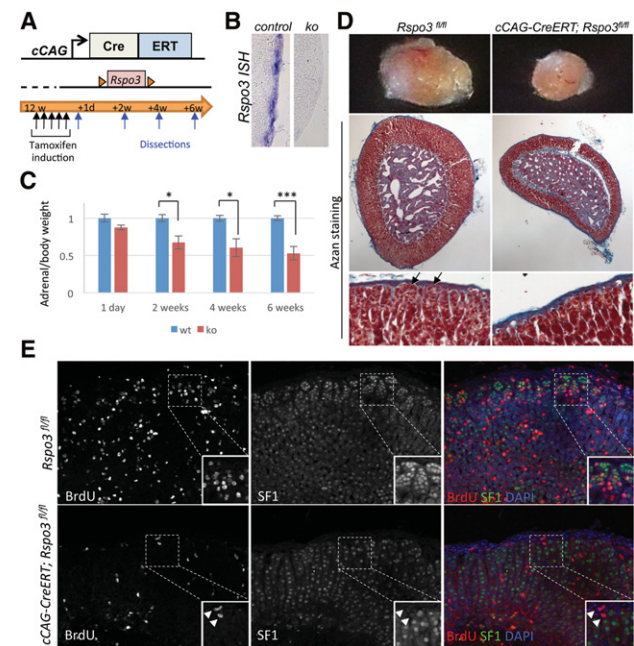 A
cCAG
Cre
ERT
Rspo3
12 w
+1d
+2w
+4w
+6w
Tamoxifen
induction
Dissections
B
control
ko
Rspo3 ISH
C
Adrenal/body weight
1
0.5
0
*
*
***
1 day
2 weeks
4 weeks
6 weeks
wt
ko
D
Rspo3 fl/fl
cCAG-CreERT; Rspo3fl/fl
Azan staining
E
Rspo3 fl/fl
BrdU
SF1
BrdU SF1 DAPI
cCAG-CreERT; Rspo3 fl/fl
BrdU
SF1
BrdU SF1 DAPI